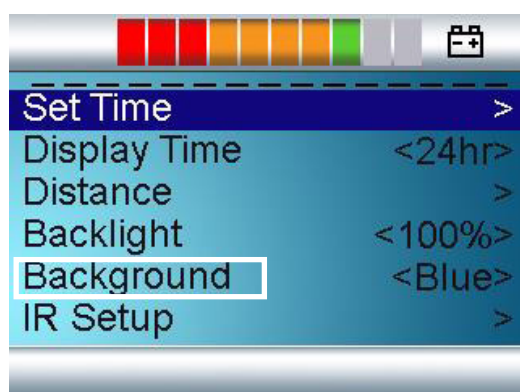 Set Time >
Display Time <24hr>
Distance >
Backlight <100%>
Background <Blue>
IR Setup >